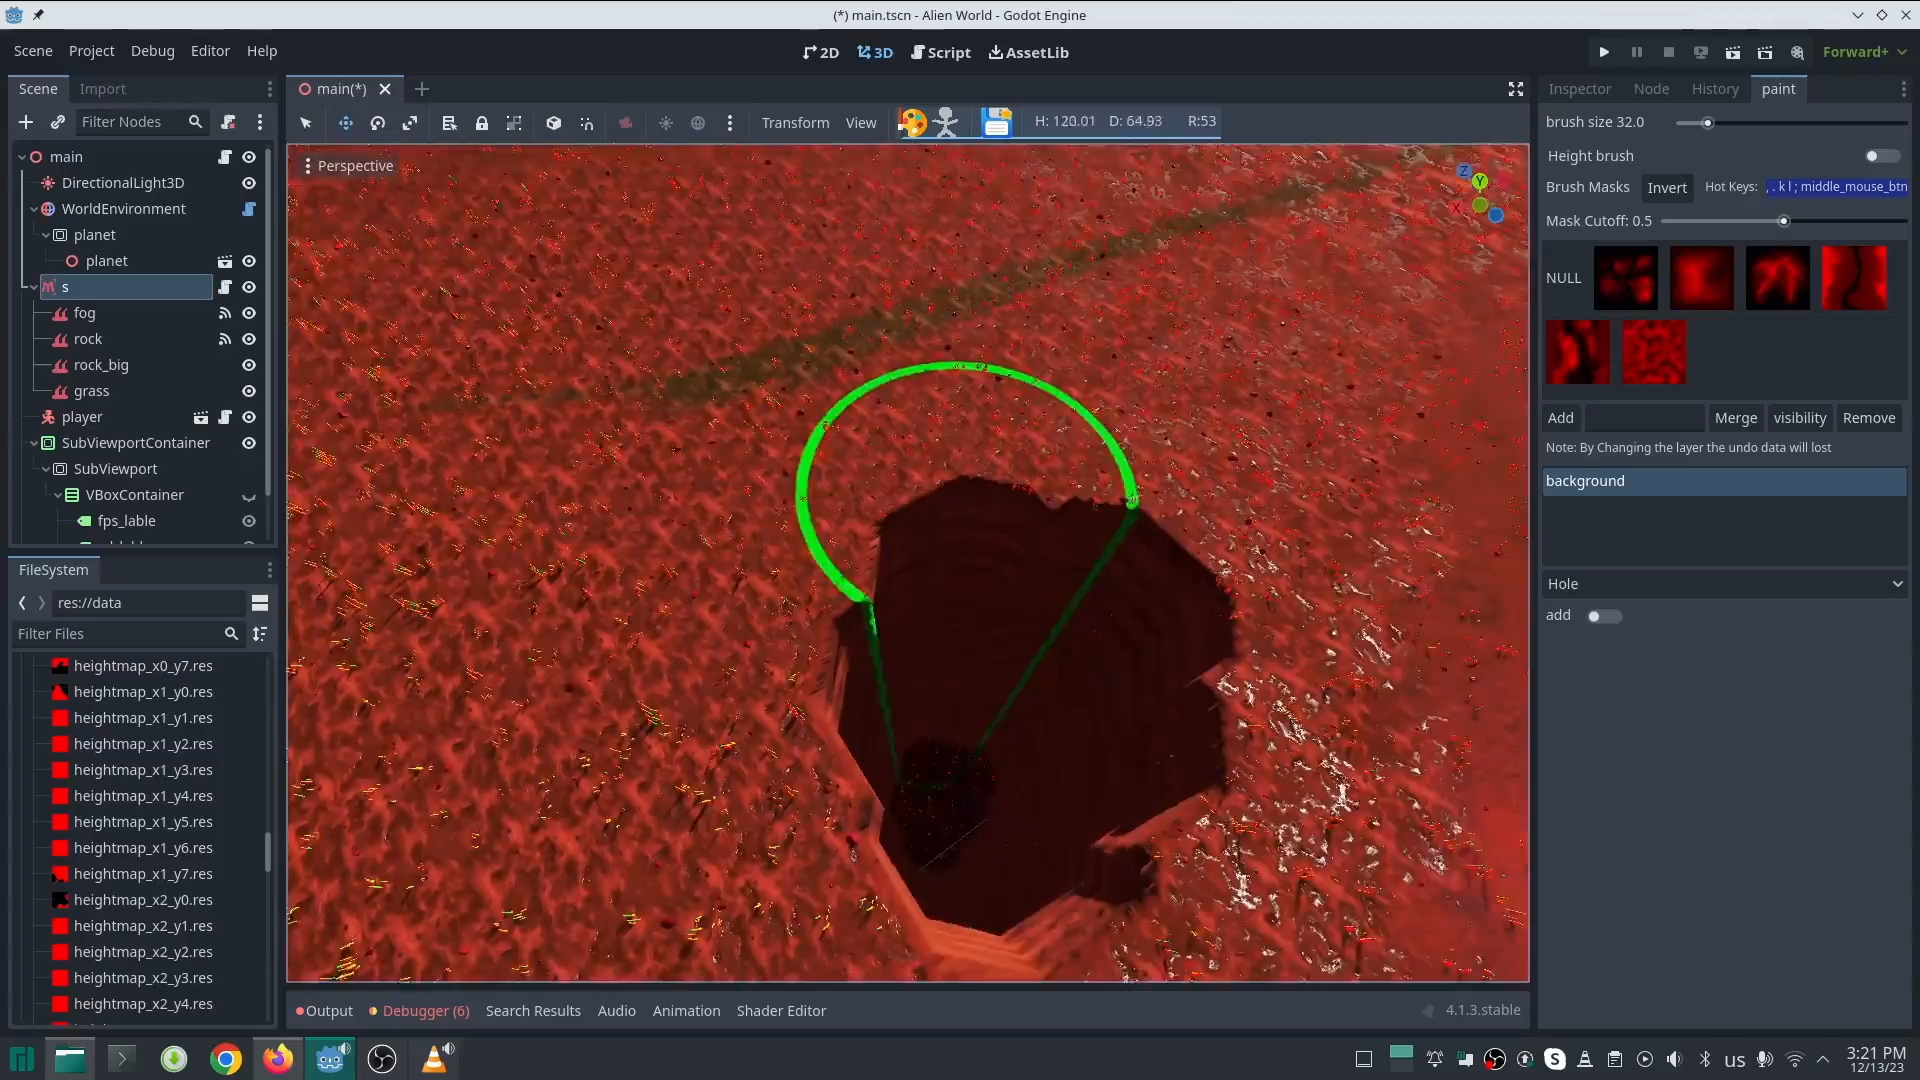 (*) main.tscn - Alien World - Godot Engine
Scene Project Debug Editor Help
2D 3D Script AssetLib
Forward+
Scene Import
main(*)
Inspector Node History paint
Filter Nodes
Transform View
H: 120.01 D: 64.93 R:53
brush size 32.0
Perspective
Z
Y
X
Height brush
Brush Masks Invert Hot Keys: , . k l ; middle_mouse_btn
Mask Cutoff: 0.5
NULL
Add Merge visibility Remove
Note: By Changing the layer the undo data will lost
background
Hole
add
main
DirectionalLight3D
WorldEnvironment
planet
planet
s
fog
rock
rock_big
grass
player
SubViewportContainer
SubViewport
VBoxContainer
fps_lable
FileSystem
res://data
Filter Files
heightmap_x0_y7.res
heightmap_x1_y0.res
heightmap_x1_y1.res
heightmap_x1_y2.res
heightmap_x1_y3.res
heightmap_x1_y4.res
heightmap_x1_y5.res
heightmap_x1_y6.res
heightmap_x1_y7.res
heightmap_x2_y0.res
heightmap_x2_y1.res
heightmap_x2_y2.res
heightmap_x2_y3.res
heightmap_x2_y4.res
Output Debugger (6) Search Results Audio Animation Shader Editor
4.1.3.stable
us
3:21 PM
12/13/23